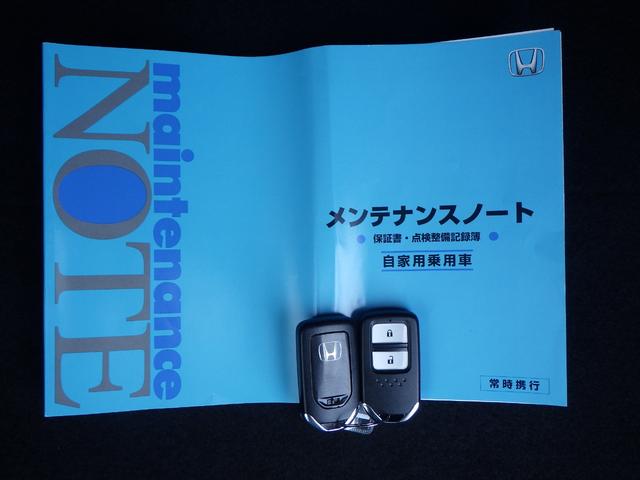 maintenance
NOTE
メンテナンスノート
保証書・点検整備記録簿
自家用乗用車
常時携行